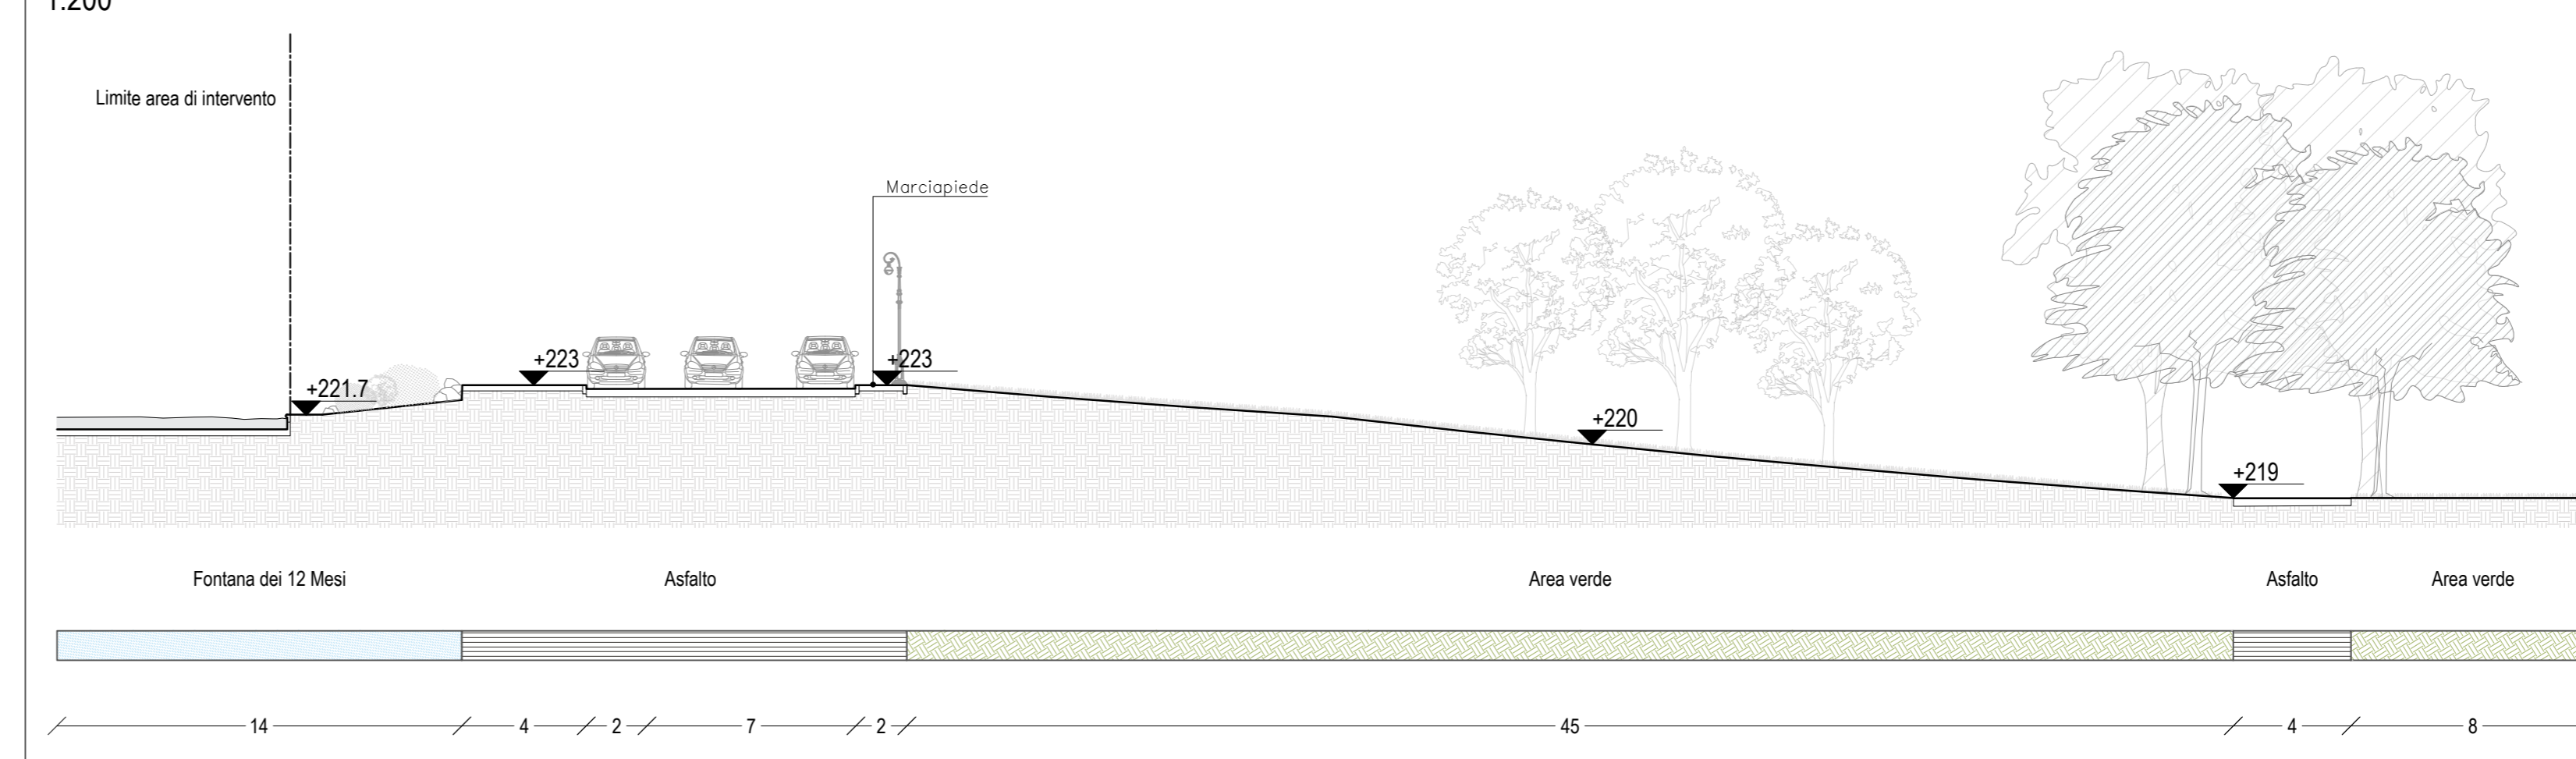 1:200
Limite area di intervento
Marciapiede
+223
+223
+221.7
+220
+219
Fontana dei 12 Mesi
Asfalto
Area verde
Asfalto
Area verde
14
4
2
7
2
45
4
8